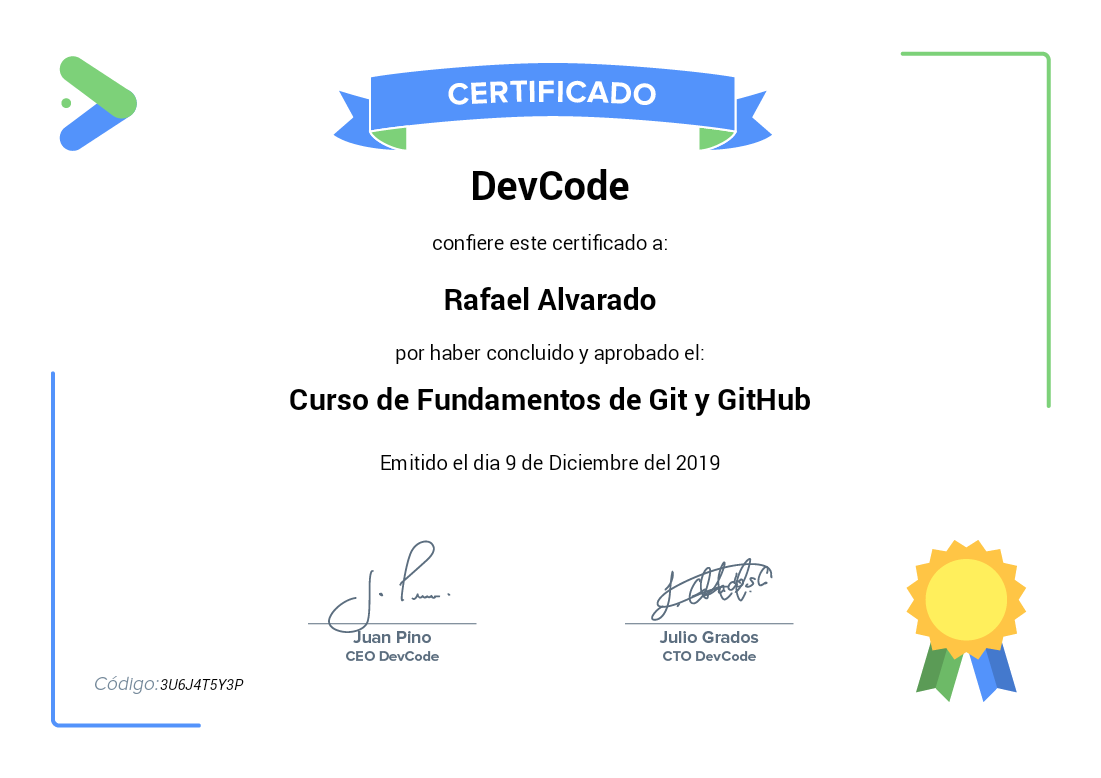 CERTIFICADO
DevCode
confiere este certificado a:
Rafael Alvarado
por haber concluido y aprobado el:
Curso de Fundamentos de Git y GitHub
Emitido el dia 9 de Diciembre del 2019
Juan Pino
CEO DevCode
Julio Grados
CTO DevCode
Código:3U6J4T5Y3P